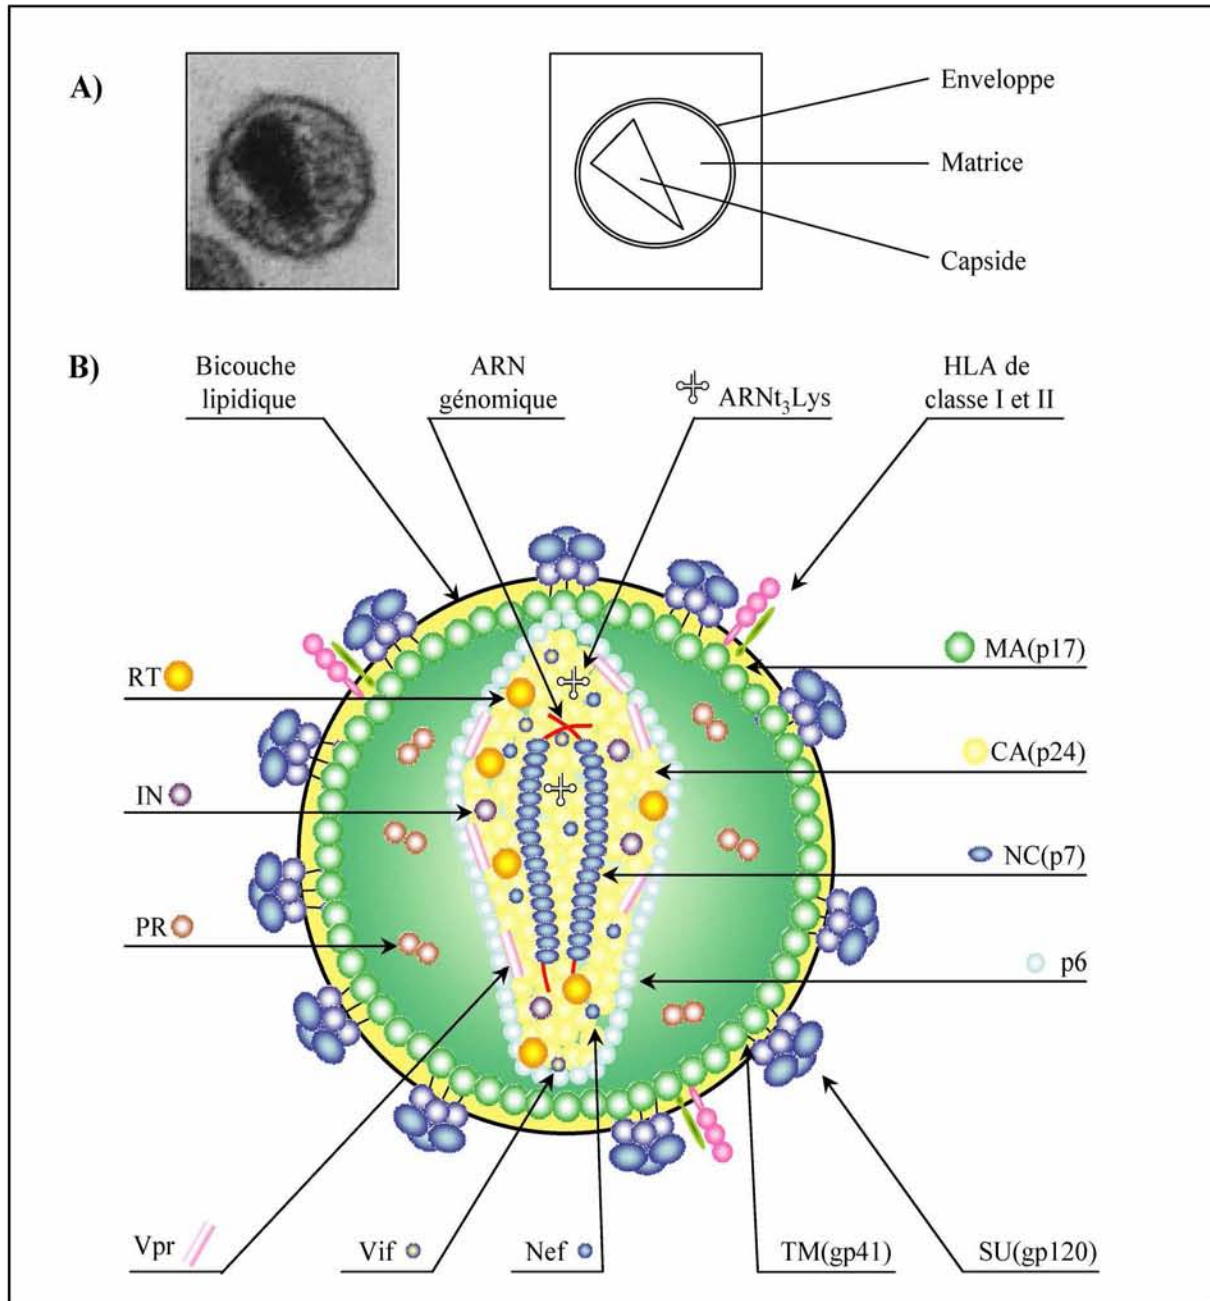 A)
Enveloppe
Matrice
Capside
B)
Bicouche
lipidique
ARN
génomique
ARNt₃Lys
HLA de
classe I et II
RT
IN
PR
MA(p17)
CA(p24)
NC(p7)
p6
Vpr
Vif
Nef
TM(gp41)
SU(gp120)